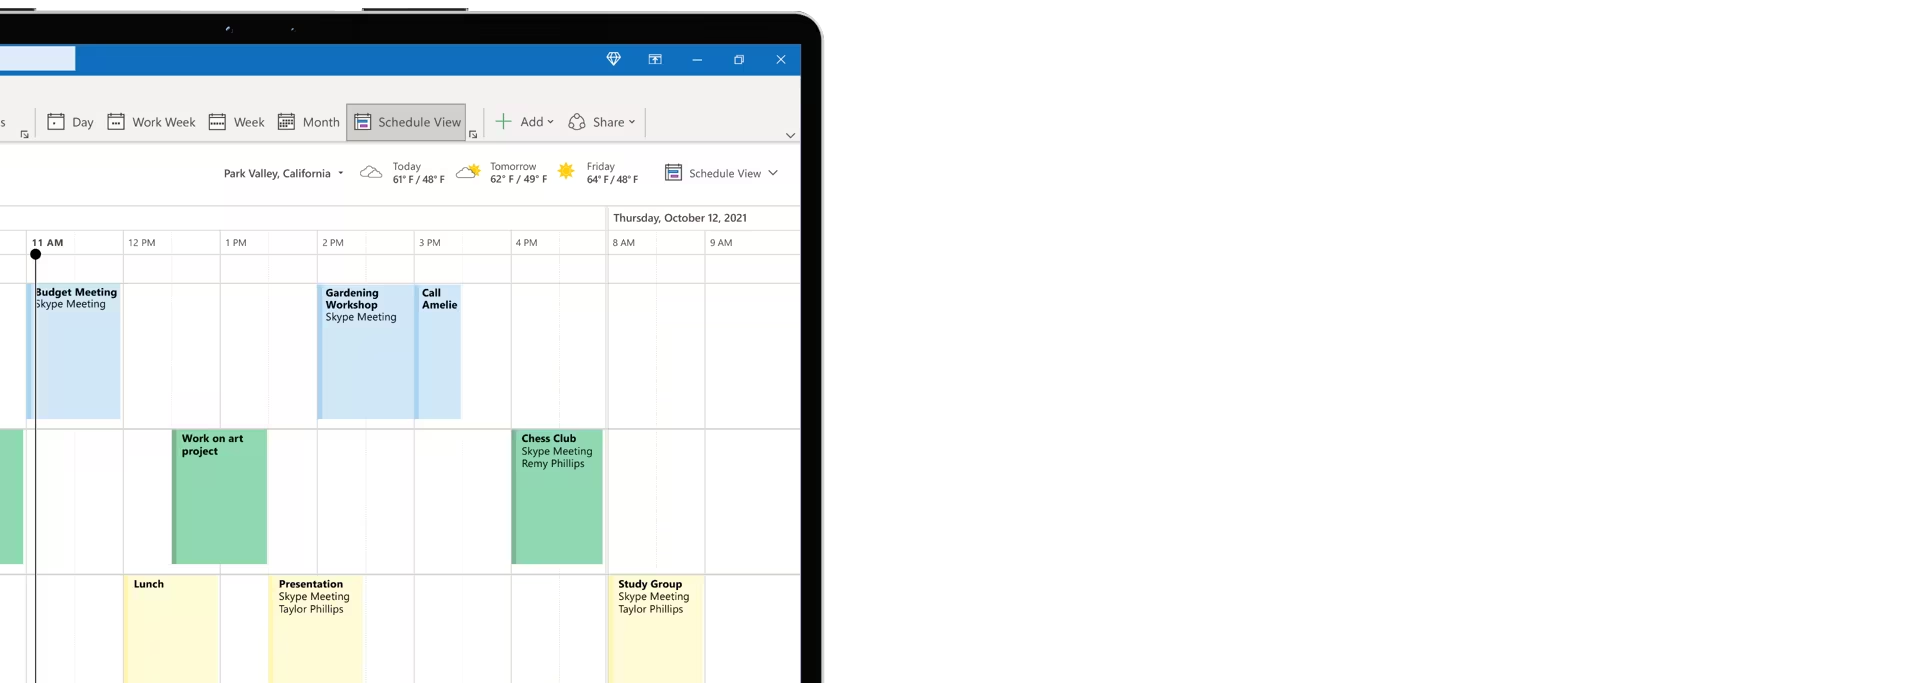 s
Day
Work Week
Week
Month
Schedule View
Add
Share
Park Valley, California
Today
61° F / 48° F
Tomorrow
62° F / 49° F
Friday
64° F / 48° F
Schedule View
Thursday, October 12, 2021
11 AM
12 PM
1 PM
2 PM
3 PM
4 PM
8 AM
9 AM
Budget Meeting
Skype Meeting
Gardening
Workshop
Skype Meeting
Call
Amelie
Work on art
project
Chess Club
Skype Meeting
Remy Phillips
Lunch
Presentation
Skype Meeting
Taylor Phillips
Study Group
Skype Meeting
Taylor Phillips